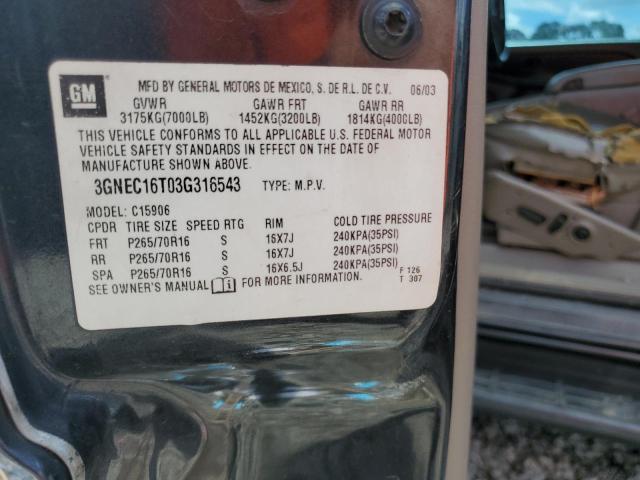 GM
MFD BY GENERAL MOTORS DE MEXICO, S. DE R.L. DE C.V. 06/03
GVWR GAWR FRT GAWR RR
3175KG(7000LB) 1452KG(3200LB) 1814KG(4000LB)
THIS VEHICLE CONFORMS TO ALL APPLICABLE U.S. FEDERAL MOTOR
VEHICLE SAFETY STANDARDS IN EFFECT ON THE DATE OF
MANUFACTURE SHOWN ABOVE.
3GNEC16T03G316543 TYPE: M.P.V.
MODEL: C15906
CPDR TIRE SIZE SPEED RTG RIM COLD TIRE PRESSURE
FRT P265/70R16 S 16X7J 240KPA(35PSI)
RR P265/70R16 S 16X7J 240KPA(35PSI)
SPA P265/70R16 S 16X6.5J 240KPA(35PSI)
SEE OWNER'S MANUAL FOR MORE INFORMATION.
F 126
T 307